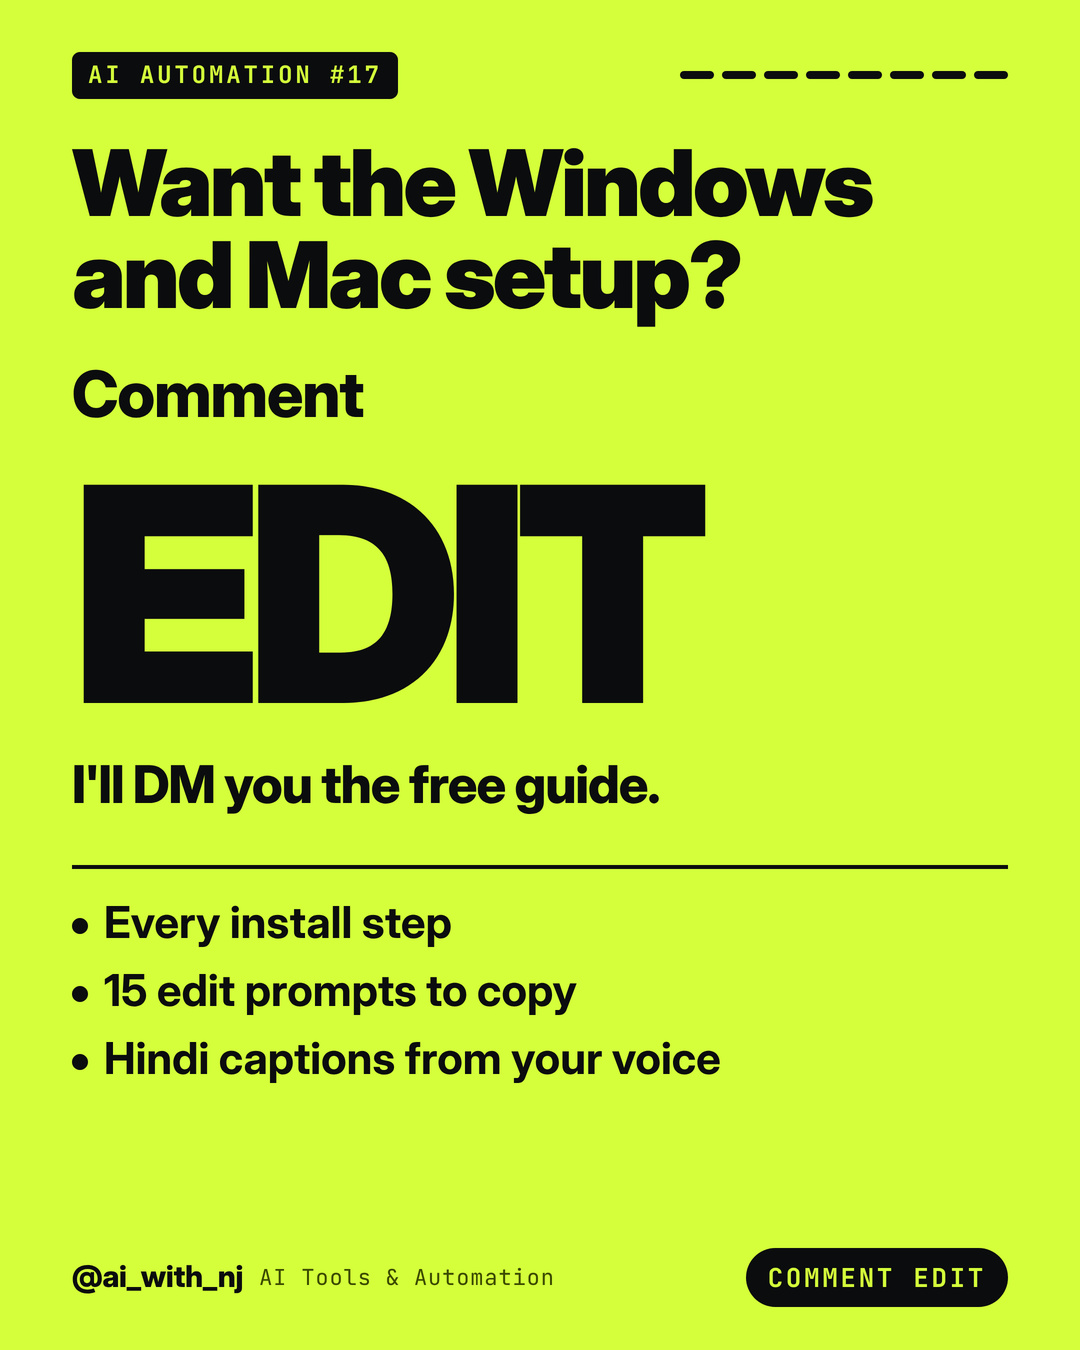 AI AUTOMATION #17
Want the Windows
and Mac setup?
Comment
EDIT
I'll DM you the free guide.
• Every install step
• 15 edit prompts to copy
• Hindi captions from your voice
@ai_with_nj AI Tools & Automation
COMMENT EDIT